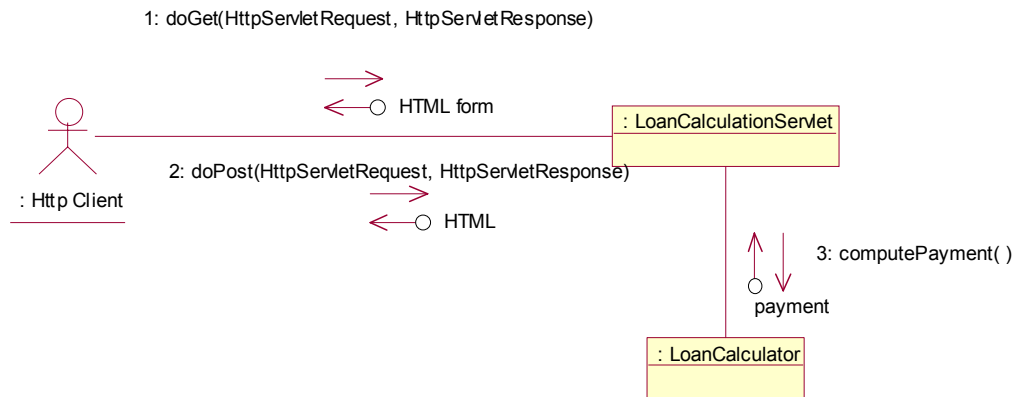 1: doGet(HttpServletRequest, HttpServletResponse)
HTML form
: LoanCalculationServlet
2: doPost(HttpServletRequest, HttpServletResponse)
: Http Client
HTML
3: computePayment( )
payment
: LoanCalculator